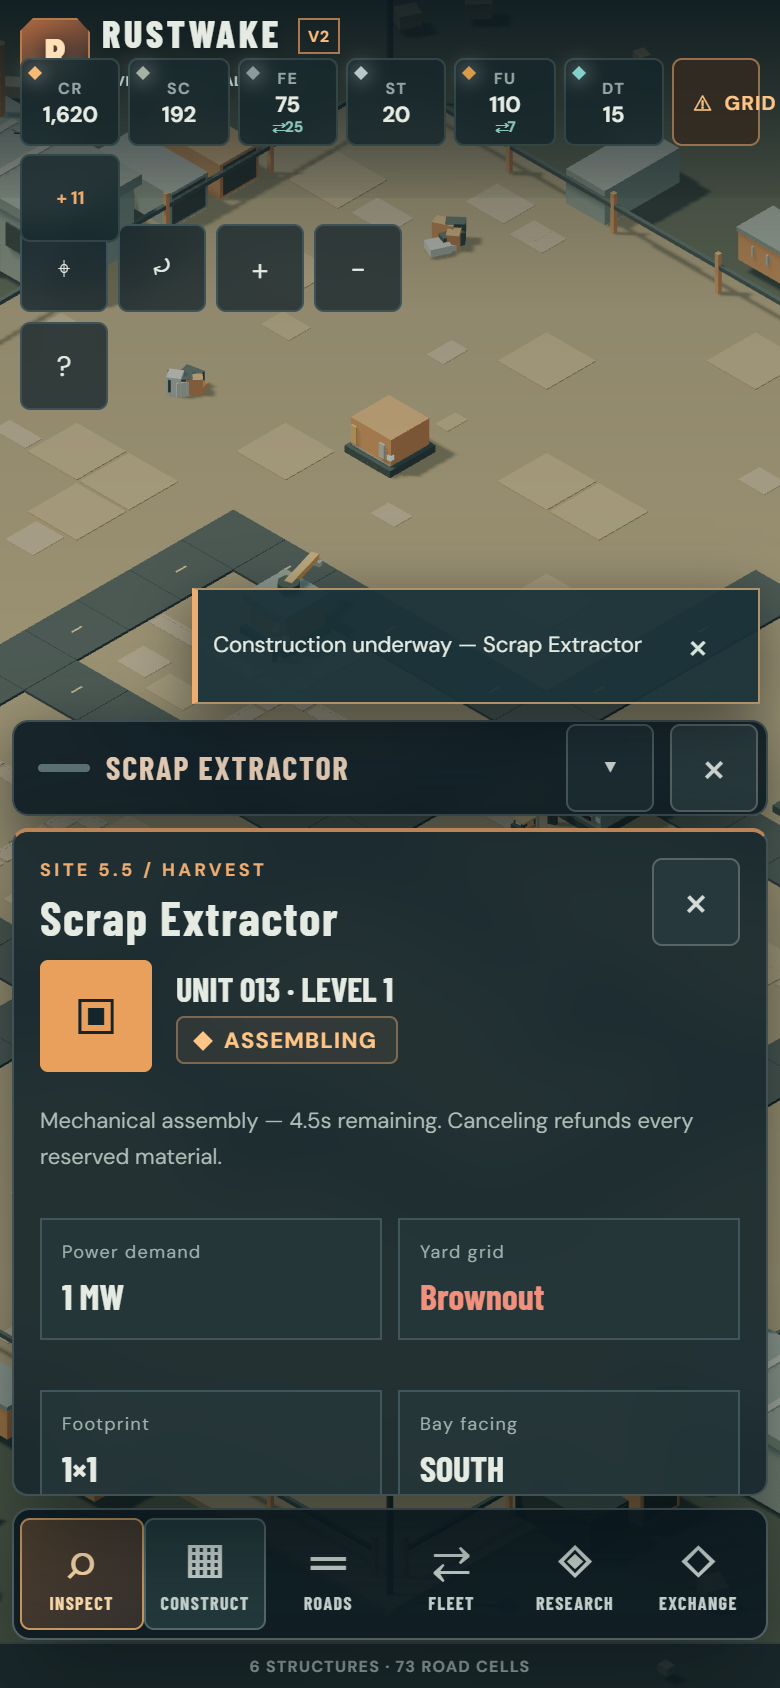 R
RUSTWAKE
V2
CR
1,620
SC
192
FE
75
⇄25
ST
20
FU
110
⇄7
DT
15
⚠ GRID
+ 11
+
−
?
Construction underway — Scrap Extractor
×
SCRAP EXTRACTOR
▼
×
SITE 5.5 / HARVEST
×
Scrap Extractor
UNIT 013 · LEVEL 1
◆ ASSEMBLING
Mechanical assembly — 4.5s remaining. Canceling refunds every
reserved material.
Power demand
1 MW
Yard grid
Brownout
Footprint
1×1
Bay facing
SOUTH
INSPECT
CONSTRUCT
ROADS
FLEET
RESEARCH
EXCHANGE
6 STRUCTURES · 73 ROAD CELLS